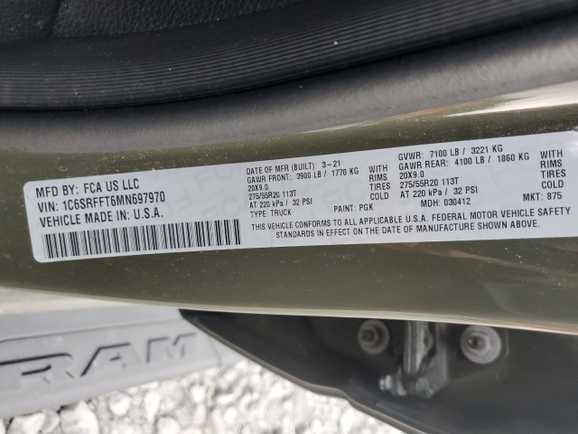 MFD BY: FCA US LLC
VIN: 1C6SRFFT6MN697970
VEHICLE MADE IN U.S.A.
DATE OF MFR (BUILT): 3-21
GAWR FRONT: 3900 LB / 1770 KG
20X9.0
275/55R20 113T
AT 220 kPa / 32 PSI
TYPE: TRUCK
WITH
RIMS
TIRES
COLD
PAINT: PGK
GVWR: 7100 LB / 3221 KG
GAWR REAR: 4100 LB / 1860 KG
20X9.0
275/55R20 113T
AT 220 kPa / 32 PSI
MDH: 030412
WITH
RIMS
TIRES
COLD
MKT: 875
THIS VEHICLE CONFORMS TO ALL APPLICABLE U.S.A. FEDERAL MOTOR VEHICLE SAFETY
STANDARDS IN EFFECT ON THE DATE OF MANUFACTURE SHOWN ABOVE.
RAM